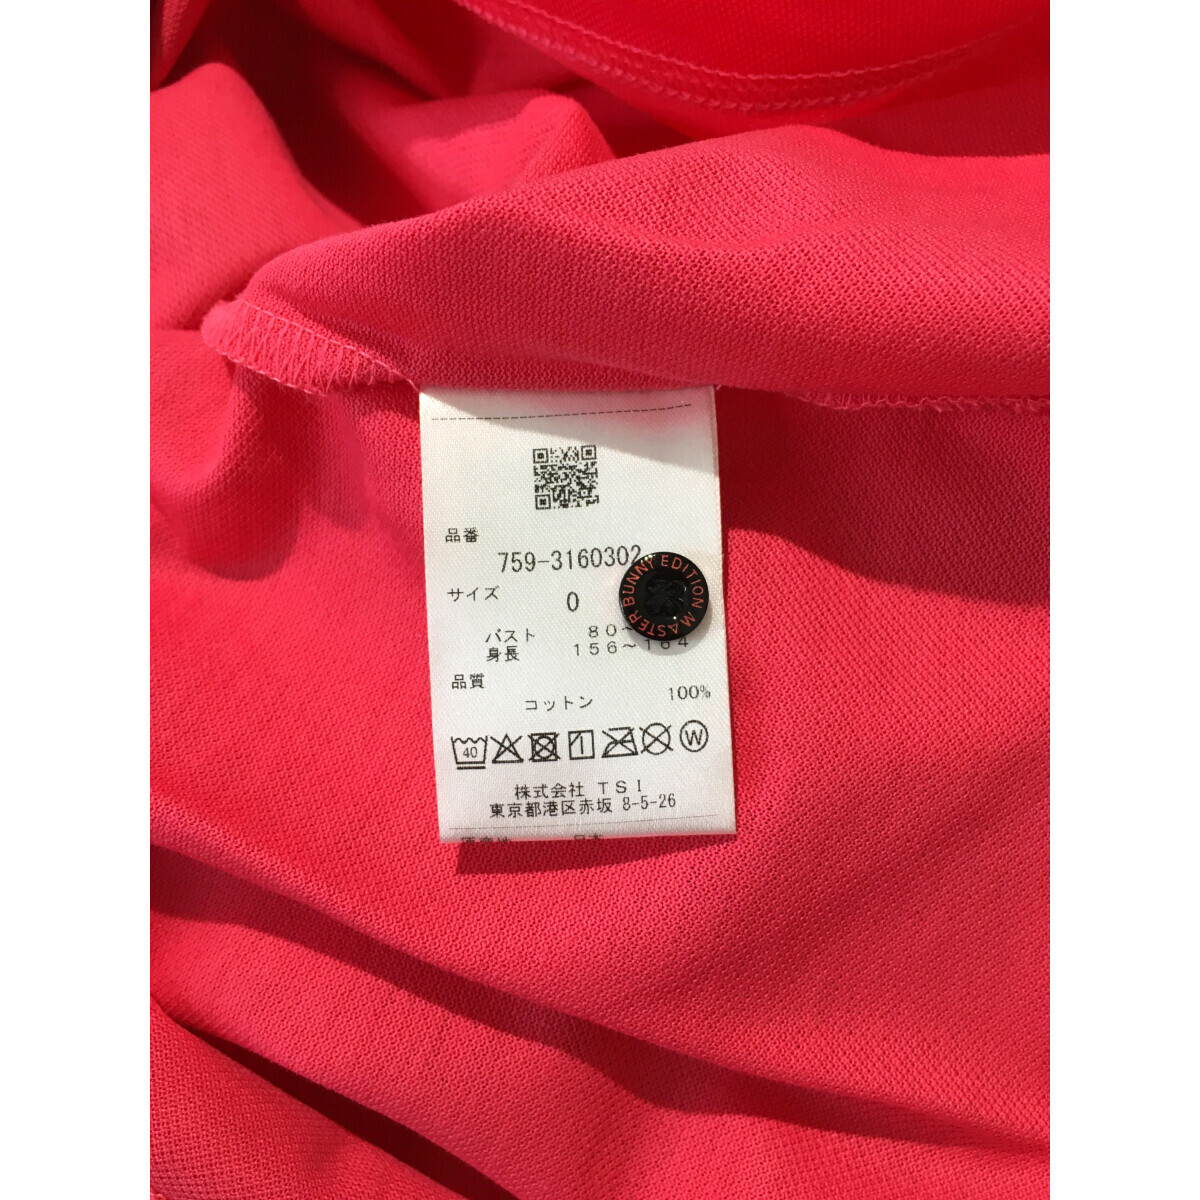 品番
759-3160302
サイズ 0
バスト 80~
身長 156~164
品質
コットン 100%
40 W
株式会社 TSI
東京都港区赤坂 8-5-26
MASTER BUNNY EDITION